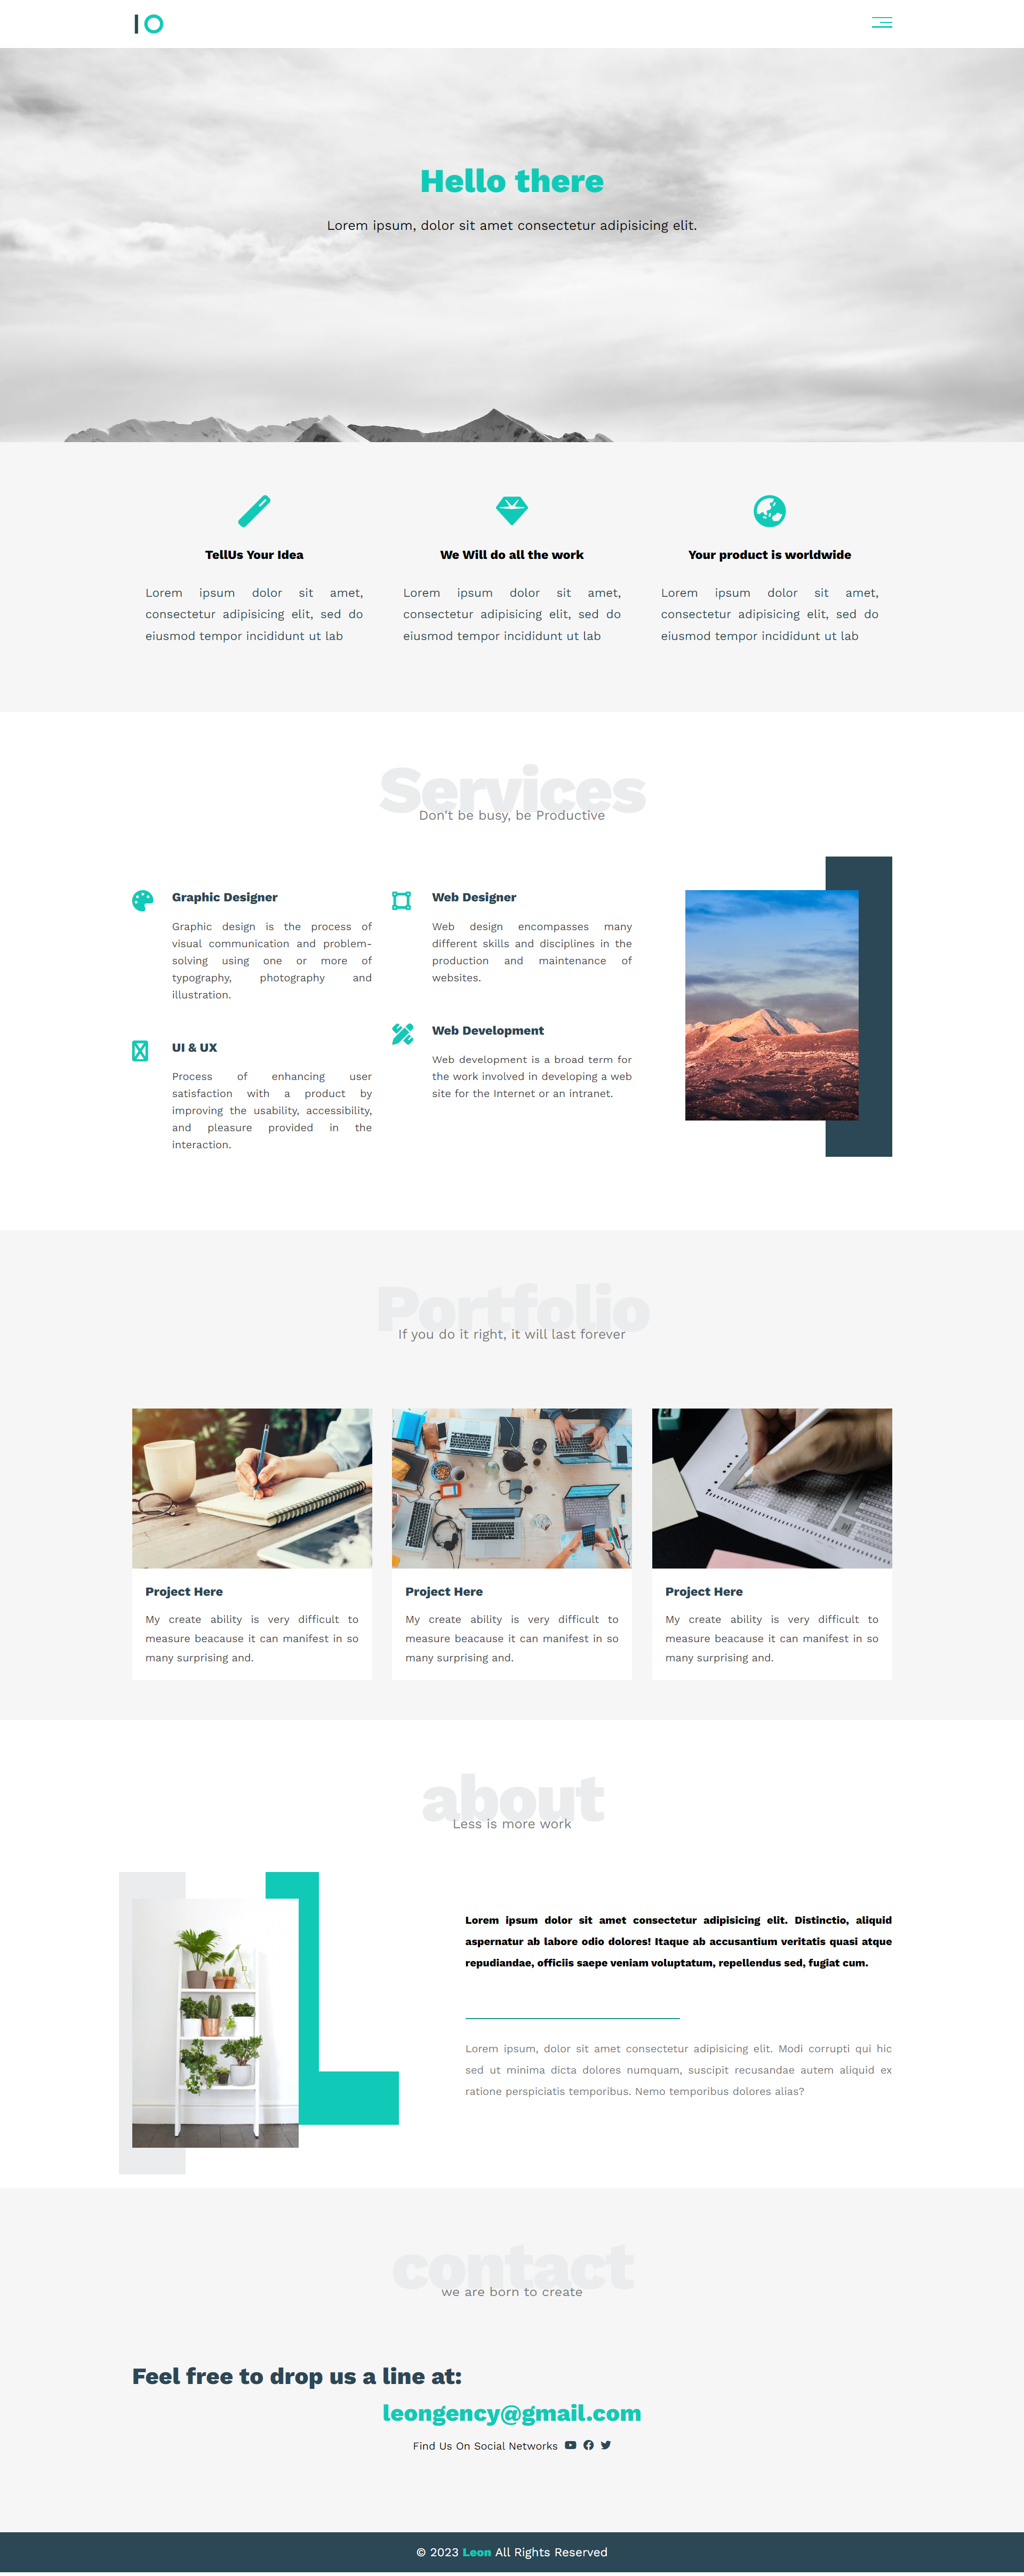 Hello there
Lorem ipsum, dolor sit amet consectetur adipisicing elit.
TellUs Your Idea
Lorem ipsum dolor sit amet,
consectetur adipisicing elit, sed do
eiusmod tempor incididunt ut lab
We Will do all the work
Lorem ipsum dolor sit amet,
consectetur adipisicing elit, sed do
eiusmod tempor incididunt ut lab
Your product is worldwide
Lorem ipsum dolor sit amet,
consectetur adipisicing elit, sed do
eiusmod tempor incididunt ut lab
Services
Don't be busy, be Productive
Graphic Designer
Graphic design is the process of
visual communication and problem-
solving using one or more of
typography, photography and
illustration.
UI & UX
Process of enhancing user
satisfaction with a product by
improving the usability, accessibility,
and pleasure provided in the
interaction.
Web Designer
Web design encompasses many
different skills and disciplines in the
production and maintenance of
websites.
Web Development
Web development is a broad term for
the work involved in developing a web
site for the Internet or an intranet.
Portfolio
If you do it right, it will last forever
Project Here
My create ability is very difficult to
measure beacause it can manifest in so
many surprising and.
Project Here
My create ability is very difficult to
measure beacause it can manifest in so
many surprising and.
Project Here
My create ability is very difficult to
measure beacause it can manifest in so
many surprising and.
about
Less is more work
Lorem ipsum dolor sit amet consectetur adipisicing elit. Distinctio, aliquid
aspernatur ab labore odio dolores! Itaque ab accusantium veritatis quasi atque
repudiandae, officiis saepe veniam voluptatum, repellendus sed, fugiat cum.
Lorem ipsum, dolor sit amet consectetur adipisicing elit. Modi corrupti qui hic
sed ut minima dicta dolores numquam, suscipit recusandae autem aliquid ex
ratione perspiciatis temporibus. Nemo temporibus dolores alias?
contact
we are born to create
Feel free to drop us a line at:
leongency@gmail.com
Find Us On Social Networks
© 2023 Leon All Rights Reserved